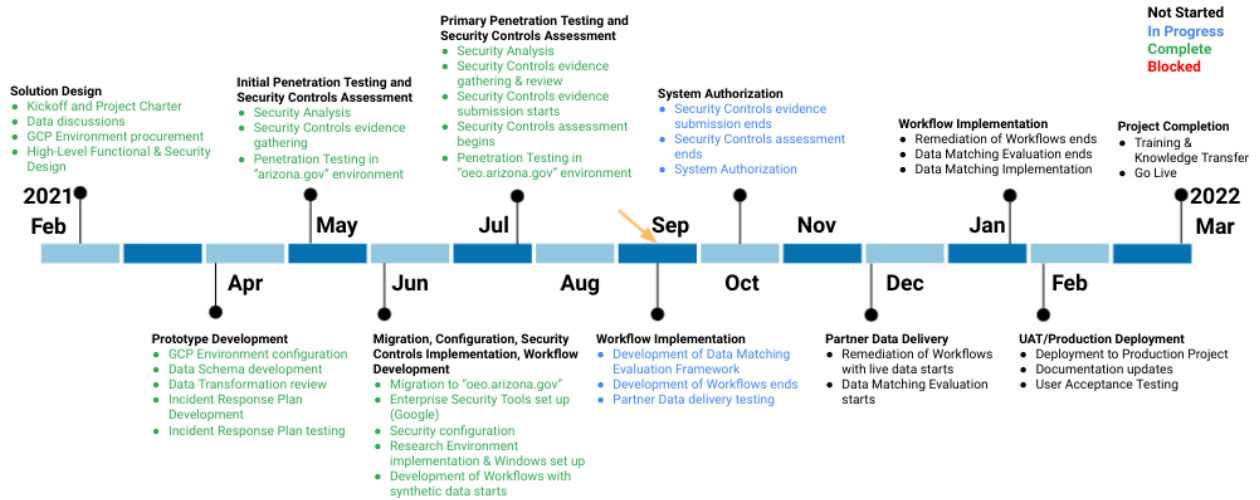 Not Started
In Progress
Complete
Blocked
Primary Penetration Testing and
Security Controls Assessment
● Security Analysis
● Security Controls evidence
gathering & review
● Security Controls evidence
submission starts
● Security Controls assessment
begins
● Penetration Testing in
"oeo.arizona.gov" environment
Solution Design
● Kickoff and Project Charter
● Data discussions
● GCP Environment procurement
● High-Level Functional & Security
Design
Initial Penetration Testing and
Security Controls Assessment
● Security Analysis
● Security Controls evidence
gathering
● Penetration Testing in
"arizona.gov" environment
System Authorization
● Security Controls evidence
submission ends
● Security Controls assessment
ends
● System Authorization
Workflow Implementation
● Remediation of Workflows ends
● Data Matching Evaluation ends
● Data Matching Implementation
Project Completion
● Training &
Knowledge Transfer
● Go Live
2021
Feb
May
Jul
Sep
Nov
Jan
2022
Mar
Apr
Jun
Aug
Oct
Dec
Feb
Prototype Development
● GCP Environment configuration
● Data Schema development
● Data Transformation review
● Incident Response Plan
Development
● Incident Response Plan testing
Migration, Configuration, Security
Controls Implementation, Workflow
Development
● Migration to "oeo.arizona.gov"
● Enterprise Security Tools set up
(Google)
● Security configuration
● Research Environment
implementation & Windows set up
● Development of Workflows with
synthetic data starts
Workflow Implementation
● Development of Data Matching
Evaluation Framework
● Development of Workflows ends
● Partner Data delivery testing
Partner Data Delivery
● Remediation of Workflows
with live data starts
● Data Matching Evaluation
starts
UAT/Production Deployment
● Deployment to Production Project
● Documentation updates
● User Acceptance Testing